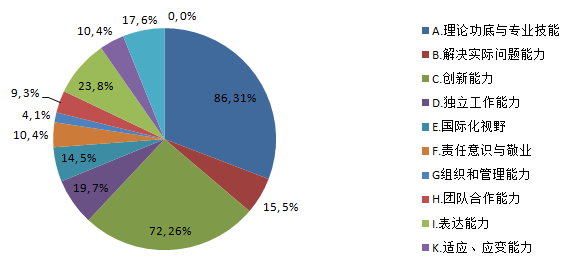 10,4%
17,6%
0,0%
9,3%
23,8%
86,31%
4,1%
10,4%
14,5%
15,5%
19,7%
72,26%
A.理论功底与专业技能
B.解决实际问题能力
C.创新能力
D.独立工作能力
E.国际化视野
F.责任意识与敬业
G组织和管理能力
H.团队合作能力
I.表达能力
K.适应、应变能力